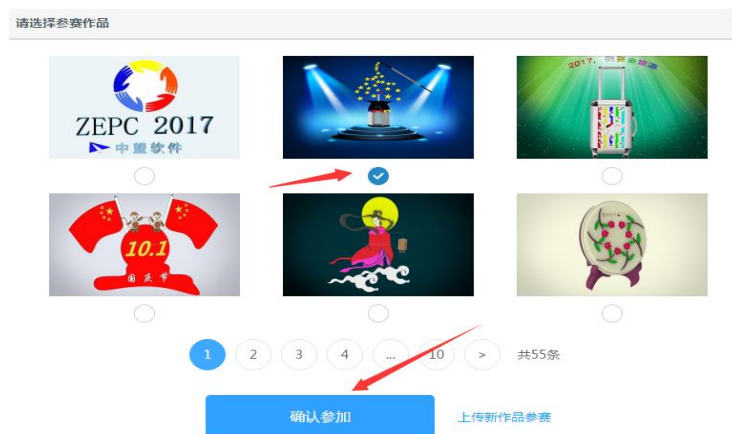 请选择参赛作品
ZEPC 2017
中盟软件
10.1
国庆节
1 2 3 4 ... 10 > 共55条
确认参加 上传新作品参赛